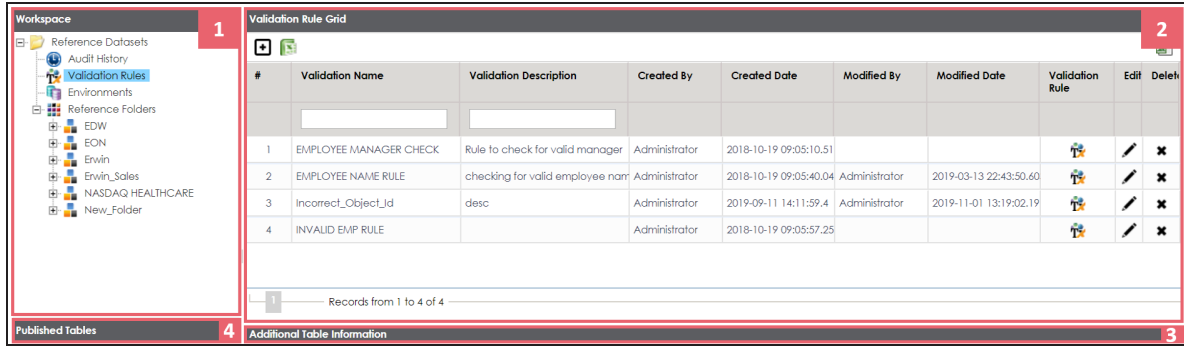 Workspace
1
Reference Datasets
Audit History
Validation Rules
Environments
Reference Folders
EDW
EON
Erwin
Erwin_Sales
NASDAQ HEALTHCARE
New_Folder
Validation Rule Grid
2
# Validation Name Validation Description Created By Created Date Modified By Modified Date Validation Rule Edit Delete
1 EMPLOYEE MANAGER CHECK Rule to check for valid manager Administrator 2018-10-19 09:05:10.51
2 EMPLOYEE NAME RULE checking for valid employee nam Administrator 2018-10-19 09:05:40.04 Administrator 2019-03-13 22:43:50.60
3 Incorrect_Object_Id desc Administrator 2019-09-11 14:11:59.4 Administrator 2019-11-01 13:19:02.19
4 INVALID EMP RULE Administrator 2018-10-19 09:05:57.25
1 Records from 1 to 4 of 4
Published Tables 4
Additional Table Information 3